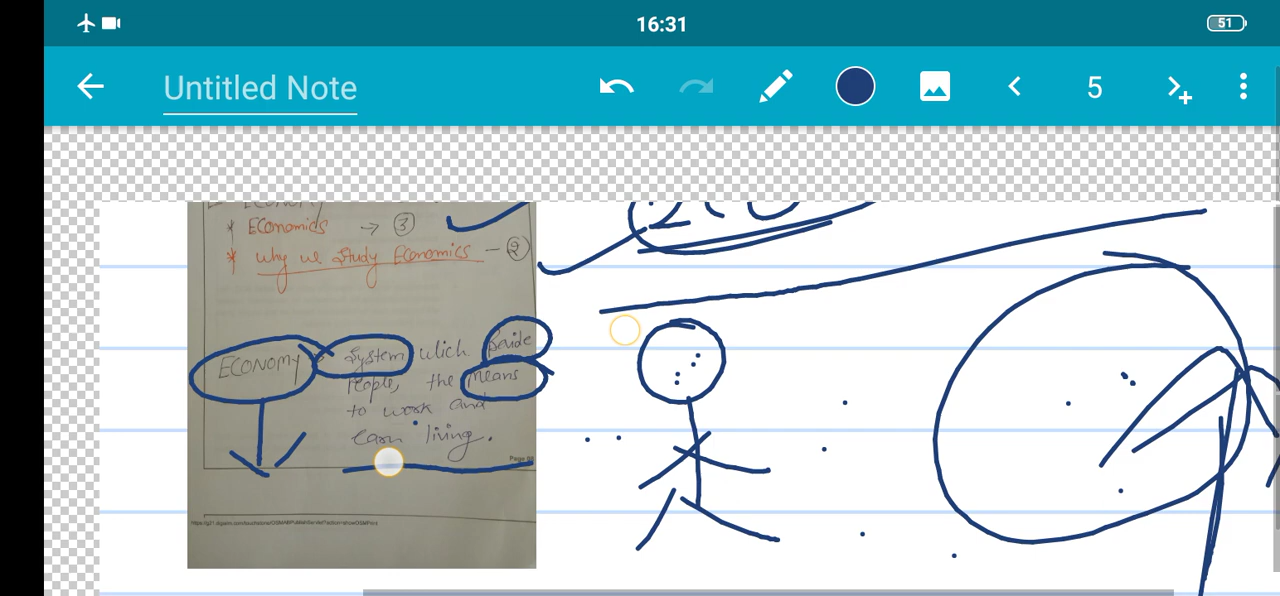 16:31
51
Untitled Note
5
* Economics → ③
* why we study Economics — ②
ECONOMY → System which
People, the means
to work and
earn living.
Page